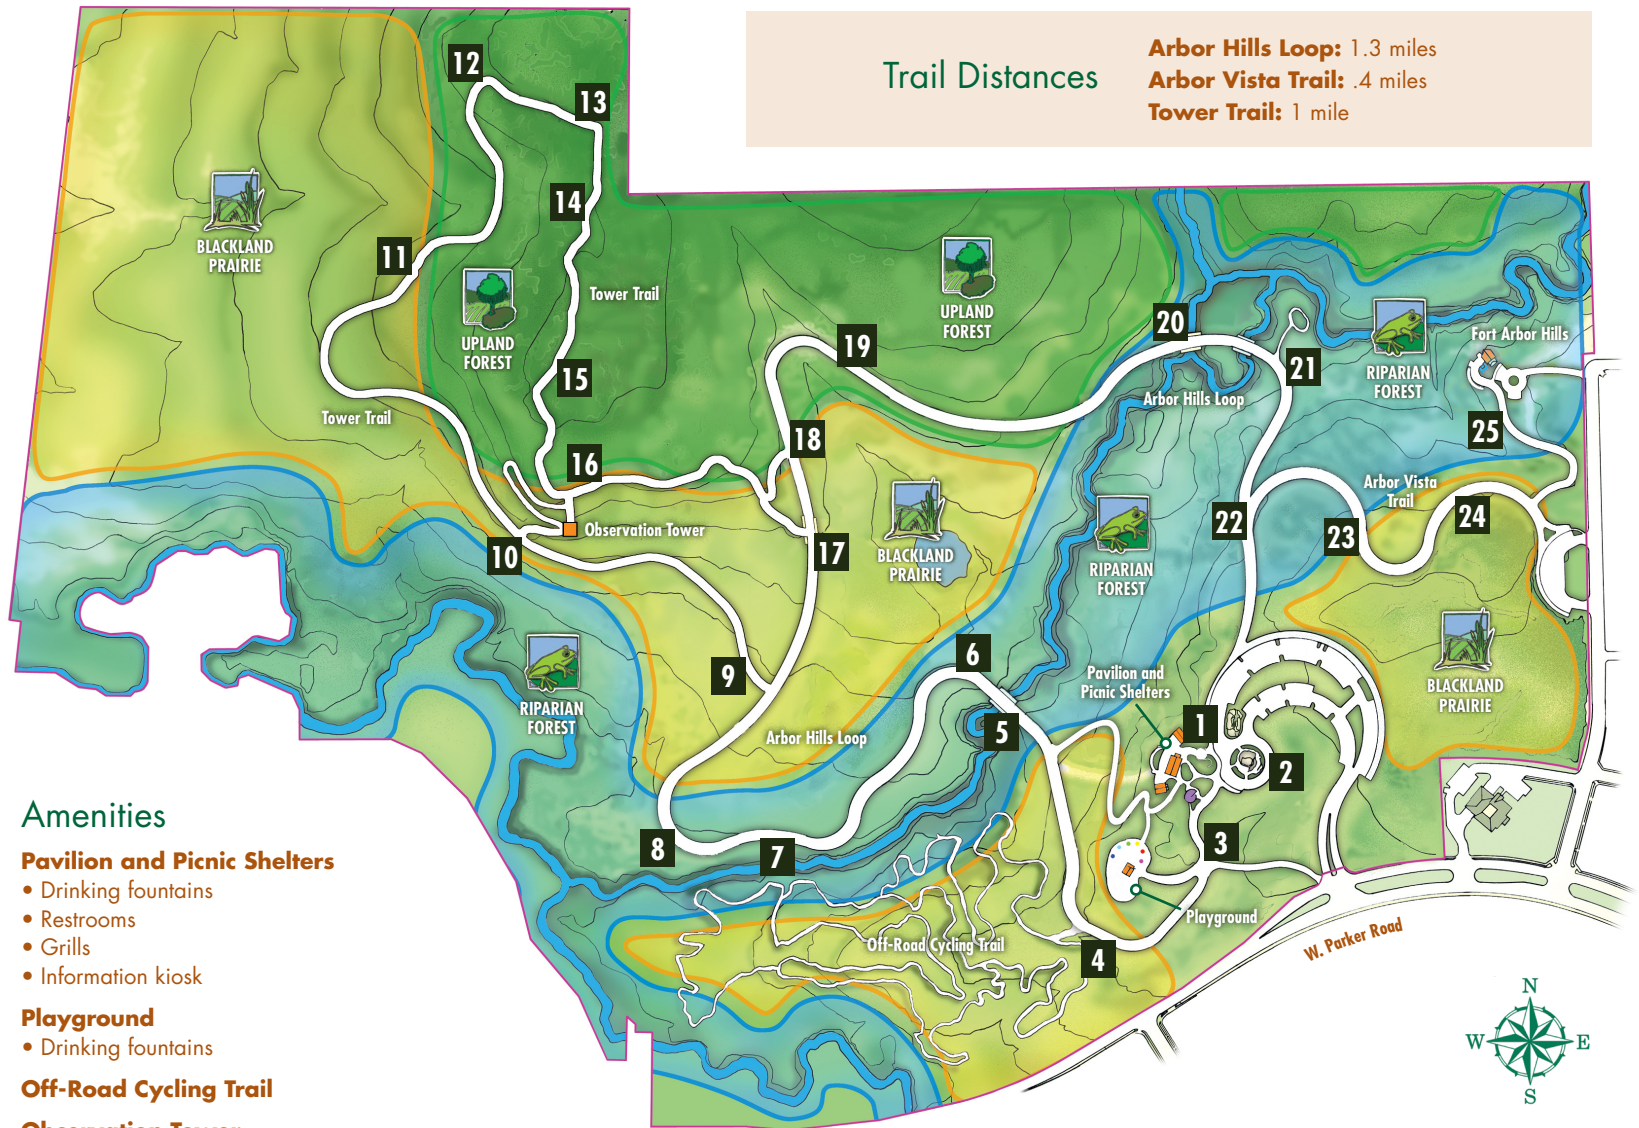 Trail Distances
Arbor Hills Loop: 1.3 miles
Arbor Vista Trail: .4 miles
Tower Trail: 1 mile
12
13
14
BLACKLAND
PRAIRIE
11
UPLAND
FOREST
Tower Trail
UPLAND
FOREST
20
19
Fort Arbor Hills
RIPARIAN
FOREST
21
15
Arbor Hills Loop
Tower Trail
18
25
16
Arbor Vista
Trail
Observation Tower
22
24
23
10
17
BLACKLAND
PRAIRIE
RIPARIAN
FOREST
6
9
Pavilion and
Picnic Shelters
BLACKLAND
PRAIRIE
RIPARIAN
FOREST
1
5
Arbor Hills Loop
2
8
7
3
Playground
Off-Road Cycling Trail
4
W. Parker Road
N
W
E
S
Amenities
Pavilion and Picnic Shelters
• Drinking fountains
• Restrooms
• Grills
• Information kiosk
Playground
• Drinking fountains
Off-Road Cycling Trail
Observation Tower